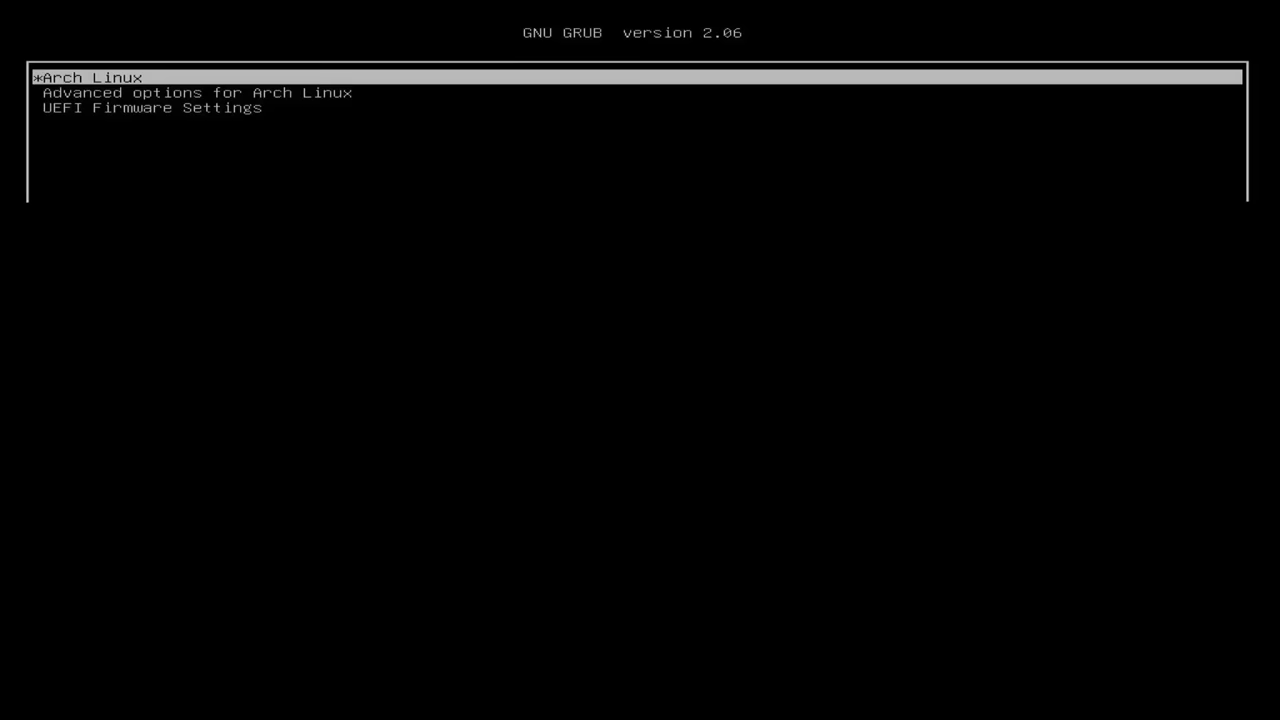 GNU GRUB  version 2.06
*Arch Linux
Advanced options for Arch Linux
UEFI Firmware Settings